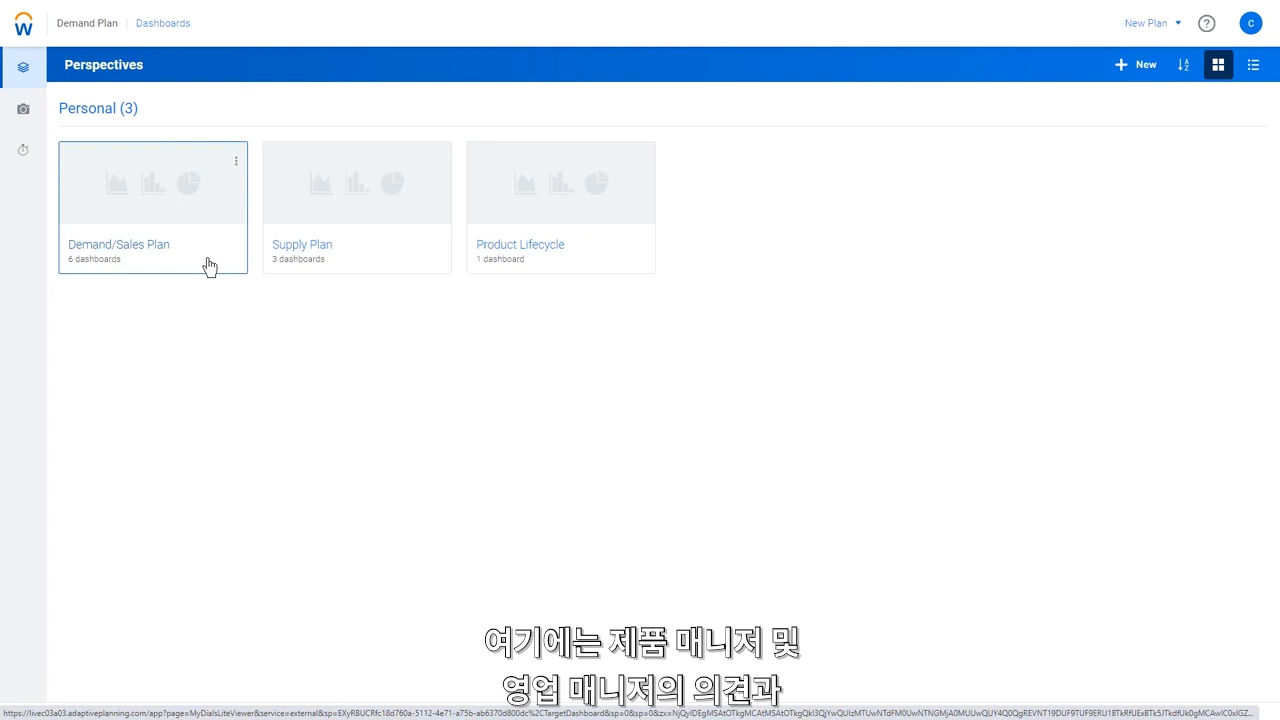 Demand Plan
Dashboards
New Plan
C
Perspectives
New
Personal (3)
Demand/Sales Plan
6 dashboards
Supply Plan
3 dashboards
Product Lifecycle
1 dashboard
여기에는 제품 매니저 및
영업 매니저의 의견과